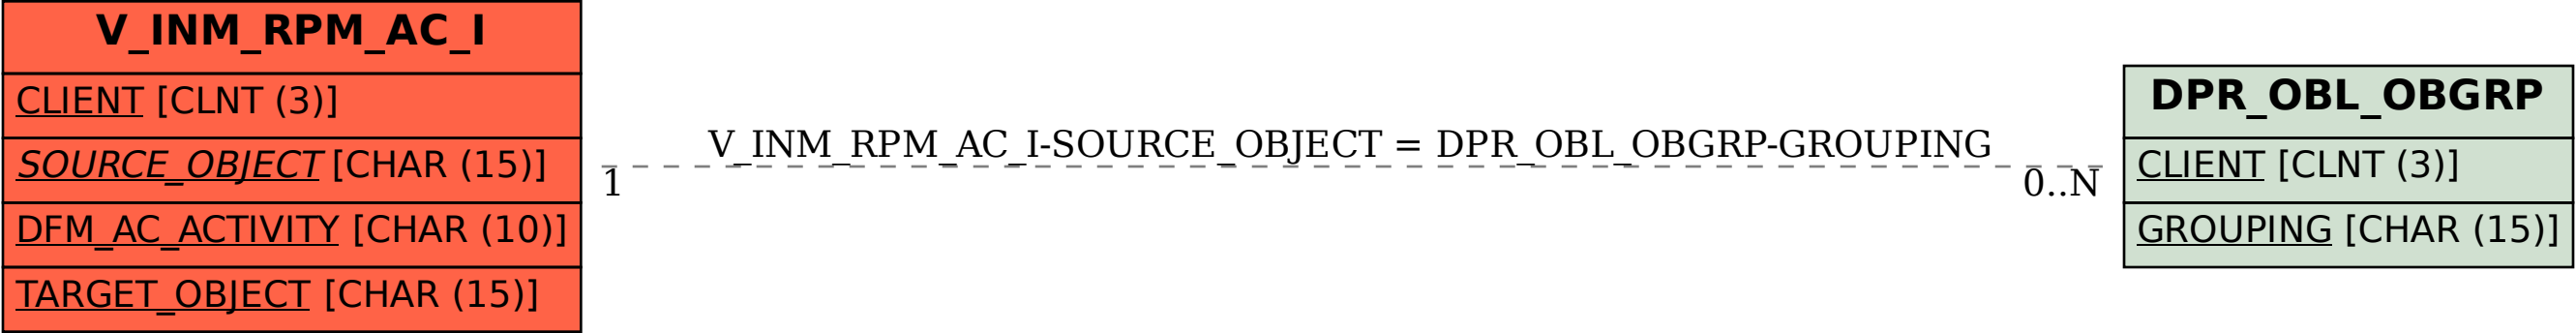 V_INM_RPM_AC_I
CLIENT [CLNT (3)]
SOURCE_OBJECT [CHAR (15)]
DFM_AC_ACTIVITY [CHAR (10)]
TARGET_OBJECT [CHAR (15)]
V_INM_RPM_AC_I-SOURCE_OBJECT = DPR_OBL_OBGRP-GROUPING
1
0..N
DPR_OBL_OBGRP
CLIENT [CLNT (3)]
GROUPING [CHAR (15)]